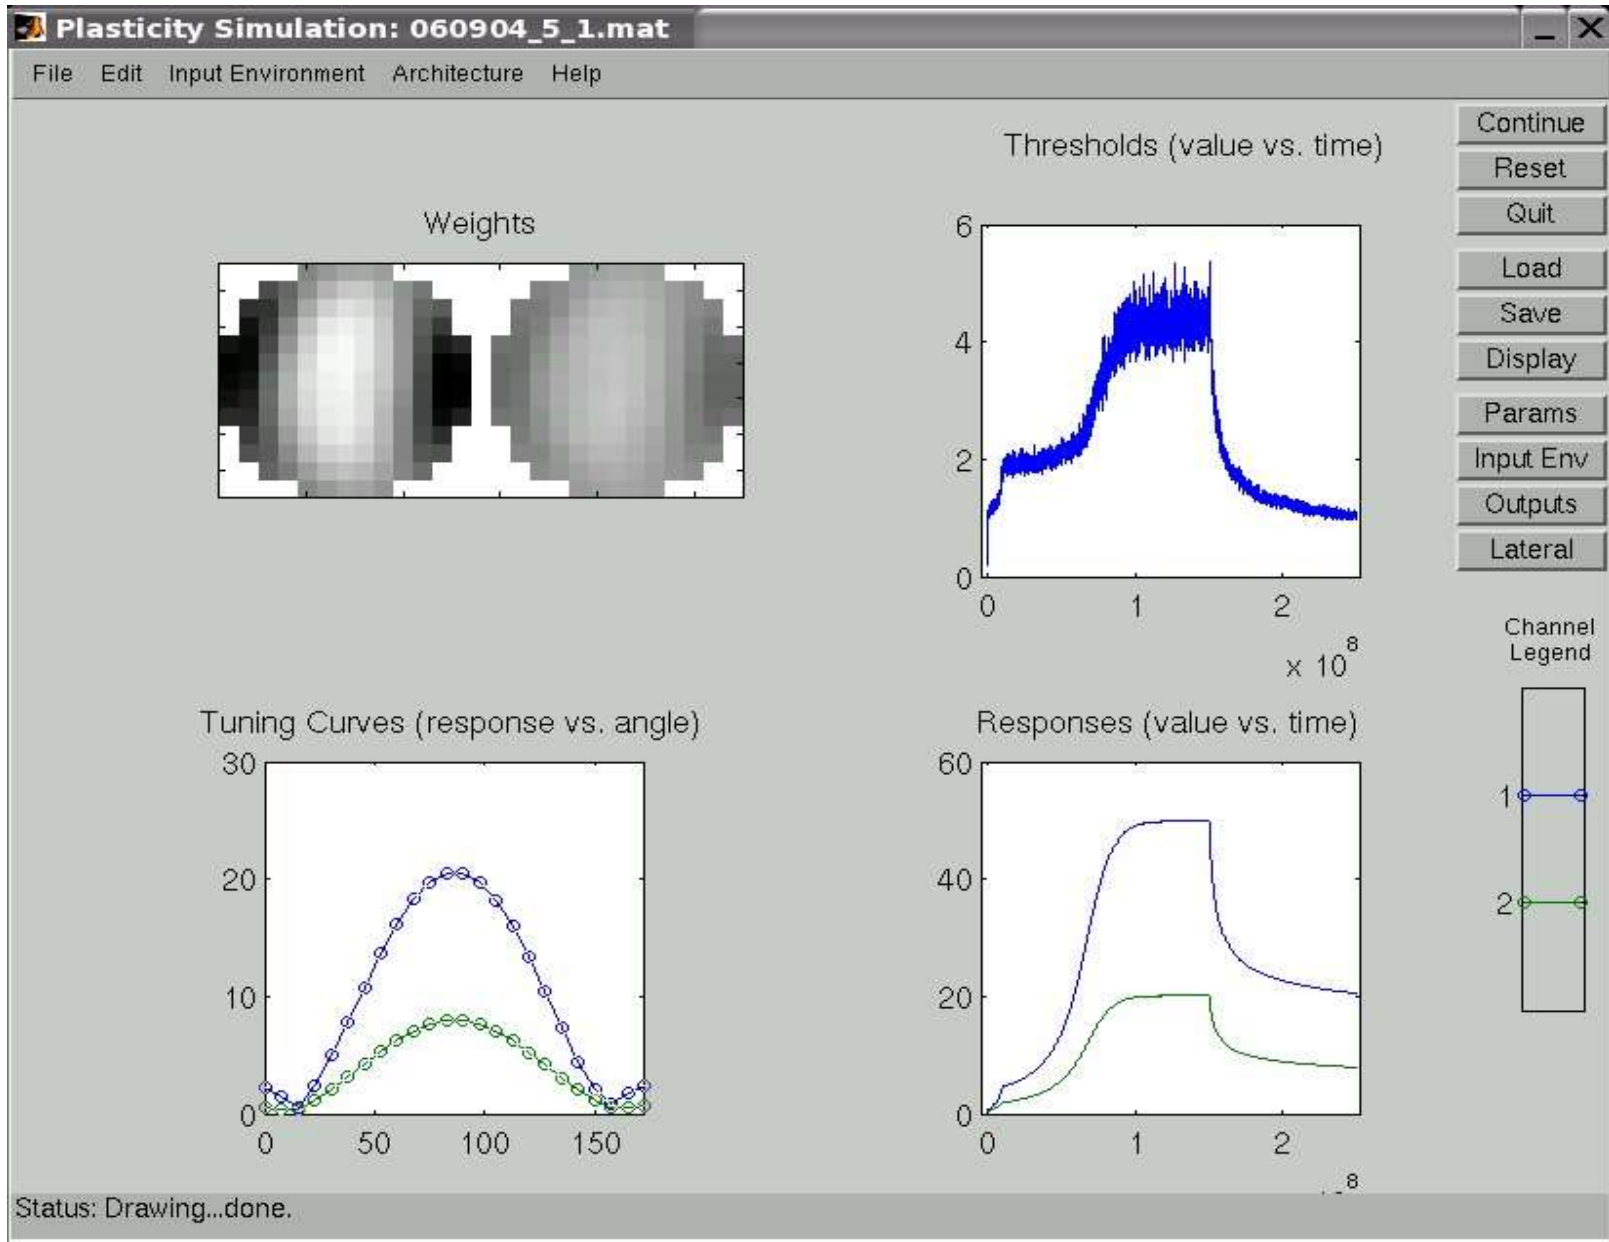 Plasticity Simulation: 060904_5_1.mat
File Edit Input Environment Architecture Help
Weights
Thresholds (value vs. time)
6
4
2
0
0 1 2
x 10^8
Continue
Reset
Quit
Load
Save
Display
Params
Input Env
Outputs
Lateral
Channel
Legend
1
2
Tuning Curves (response vs. angle)
30
20
10
0
0 50 100 150
Responses (value vs. time)
60
40
20
0
0 1 2
8
Status: Drawing...done.